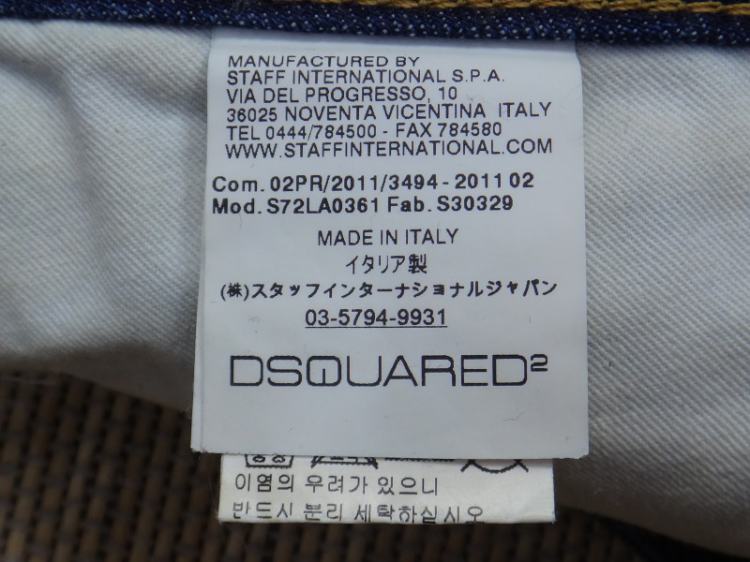 MANUFACTURED BY
STAFF INTERNATIONAL S.P.A.
VIA DEL PROGRESSO, 10
36025 NOVENTA VICENTINA ITALY
TEL 0444/784500 - FAX 784580
WWW.STAFFINTERNATIONAL.COM
Com. 02PR/2011/3494 - 2011 02
Mod. S72LA0361 Fab. S30329
MADE IN ITALY
イタリア製
(株)スタッフインターナショナルジャパン
03-5794-9931
DSQUARED2
이염의 우려가 있으니
반드시 분리 세탁하십시오